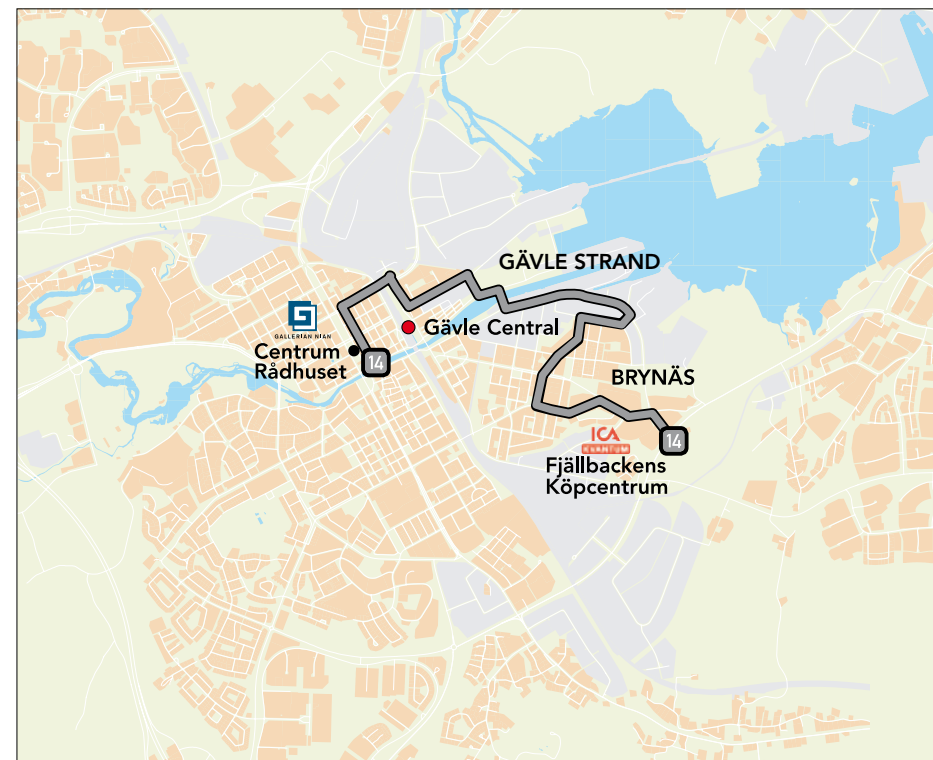 GÄVLE STRAND
G
GALLERIAN NIAN
Gävle Central
Centrum
Rådhuset
14
BRYNÄS
ICA
KVANTUM
14
Fjällbackens
Köpcentrum